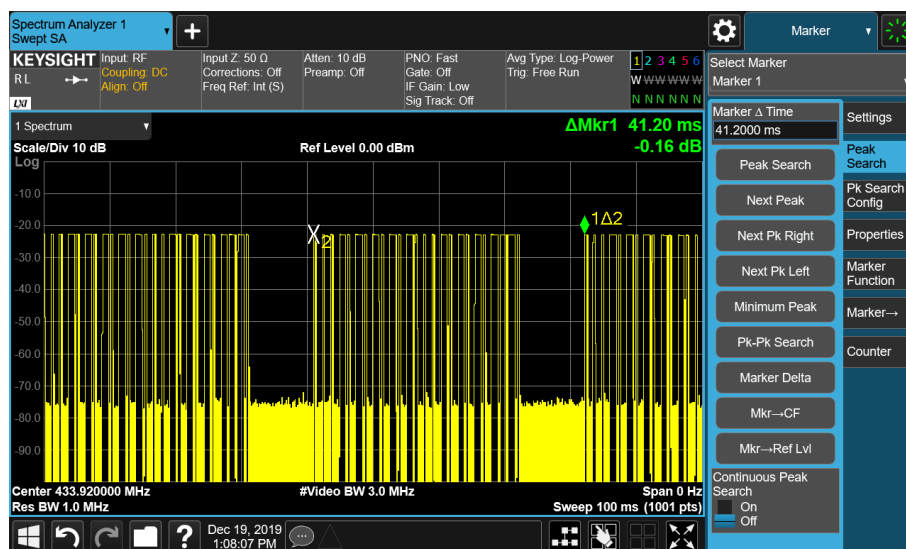 Spectrum Analyzer 1
Swept SA
+
Marker
KEYSIGHT
R L
LXI
Input: RF
Coupling: DC
Align: Off
Input Z: 50 Ω
Corrections: Off
Freq Ref: Int (S)
Atten: 10 dB
Preamp: Off
PNO: Fast
Gate: Off
IF Gain: Low
Sig Track: Off
Avg Type: Log-Power
Trig: Free Run
1 2 3 4 5 6
W W W W W W
N N N N N N
Select Marker
Marker 1
1 Spectrum
ΔMkr1 41.20 ms
-0.16 dB
Scale/Div 10 dB
Ref Level 0.00 dBm
Log
-10.0
-20.0
-30.0
-40.0
-50.0
-60.0
-70.0
-80.0
-90.0
X2
1Δ2
Center 433.920000 MHz
Res BW 1.0 MHz
#Video BW 3.0 MHz
Span 0 Hz
Sweep 100 ms (1001 pts)
Marker Δ Time
41.2000 ms
Peak Search
Next Peak
Next Pk Right
Next Pk Left
Minimum Peak
Pk-Pk Search
Marker Delta
Mkr→CF
Mkr→Ref Lvl
Continuous Peak
Search
On
Off
Settings
Peak
Search
Pk Search
Config
Properties
Marker
Function
Marker→
Counter
?
Dec 19, 2019
1:08:07 PM